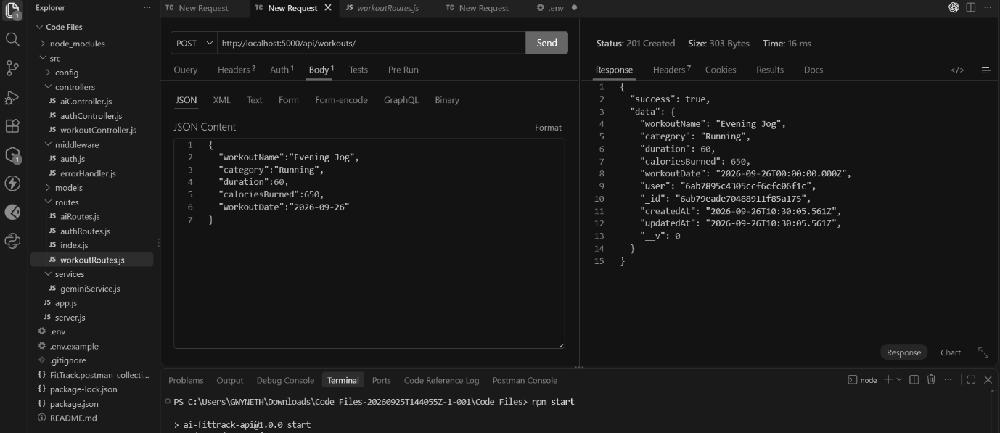 Explorer
Code Files
node_modules
src
config
controllers
JS aiController.js
JS authController.js
JS workoutController.js
middleware
JS auth.js
JS errorHandler.js
models
routes
JS aiRoutes.js
JS authRoutes.js
JS index.js
JS workoutRoutes.js
services
JS geminiService.js
JS app.js
JS server.js
.env
.env.example
.gitignore
{} FitTrack.postman_collecti...
{} package-lock.json
{} package.json
README.md
1
1
TC New Request
TC New Request
JS workoutRoutes.js
TC New Request
.env
POST http://localhost:5000/api/workouts/ Send
Query Headers 2 Auth 1 Body 1 Tests Pre Run
JSON XML Text Form Form-encode GraphQL Binary
JSON Content Format
1 {
2 "workoutName":"Evening Jog",
3 "category":"Running",
4 "duration":60,
5 "caloriesBurned":650,
6 "workoutDate":"2026-09-26"
7 }
Status: 201 Created Size: 303 Bytes Time: 16 ms
Response Headers 7 Cookies Results Docs
1 {
2 "success": true,
3 "data": {
4 "workoutName": "Evening Jog",
5 "category": "Running",
6 "duration": 60,
7 "caloriesBurned": 650,
8 "workoutDate": "2026-09-26T00:00:00.000Z",
9 "user": "6ab7895c4305ccf6cfc06f1c",
10 "_id": "6ab79eade70488911f85a175",
11 "createdAt": "2026-09-26T10:30:05.561Z",
12 "updatedAt": "2026-09-26T10:30:05.561Z",
13 "__v": 0
14 }
15 }
Response Chart
Problems Output Debug Console Terminal Ports Code Reference Log Postman Console
node
PS C:\Users\GWYNETH\Downloads\Code Files-20260925T144055Z-1-001\Code Files> npm start
> ai-fittrack-api@1.0.0 start